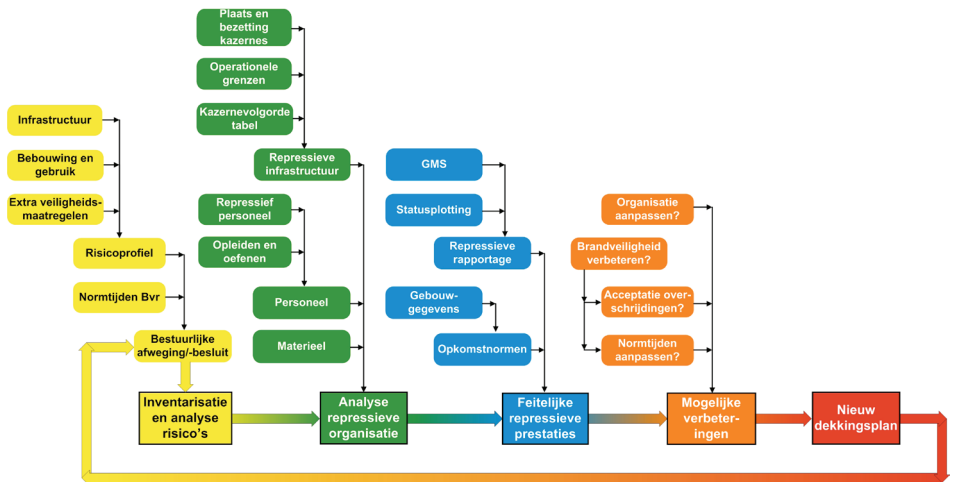 Plaats en
bezetting
kazernes
Operationele
grenzen
Kazernevolgorde
tabel
Repressieve
infrastructuur
Repressief
personeel
Opleiden en
oefenen
Personeel
Materieel
Infrastructuur
Bebouwing en
gebruik
Extra veiligheids-
maatregelen
Risicoprofiel
Normtijden Bvr
Bestuurlijke
afweging/-besluit
GMS
Statusplotting
Repressieve
rapportage
Gebouw-
gegevens
Opkomstnormen
Organisatie
aanpassen?
Brandveiligheid
verbeteren?
Acceptatie over-
schrijdingen?
Normtijden
aanpassen?
Inventarisatie
en analyse
risico's
Analyse
repressieve
organisatie
Feitelijke
repressieve
prestaties
Mogelijke
verbeter-
ingen
Nieuw
dekkingsplan